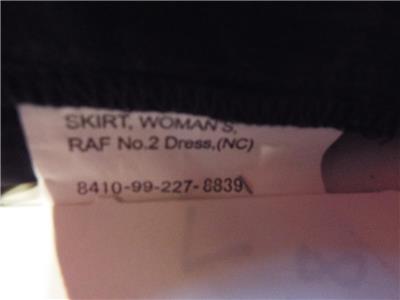 SKIRT, WOMAN'S,
RAF No.2 Dress,(NC)
8410-99-227-8839